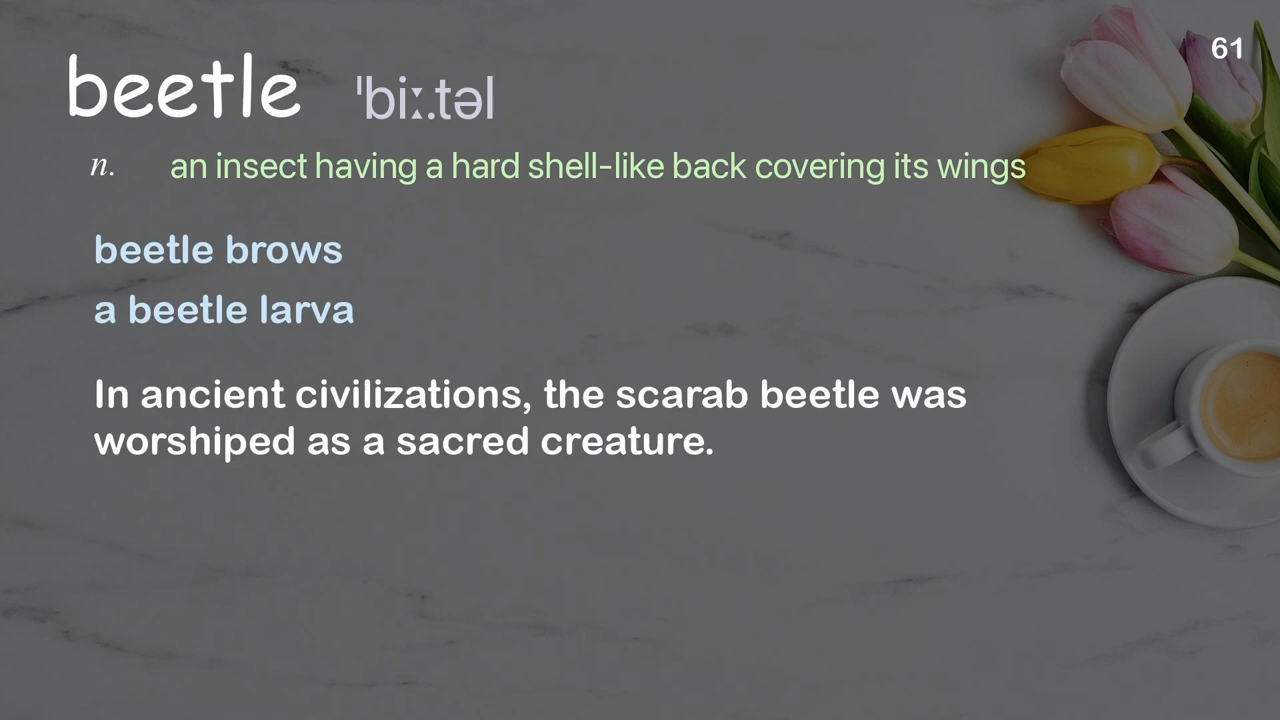 61
beetle ˈbiː.təl
n. an insect having a hard shell-like back covering its wings
beetle brows
a beetle larva
In ancient civilizations, the scarab beetle was
worshiped as a sacred creature.